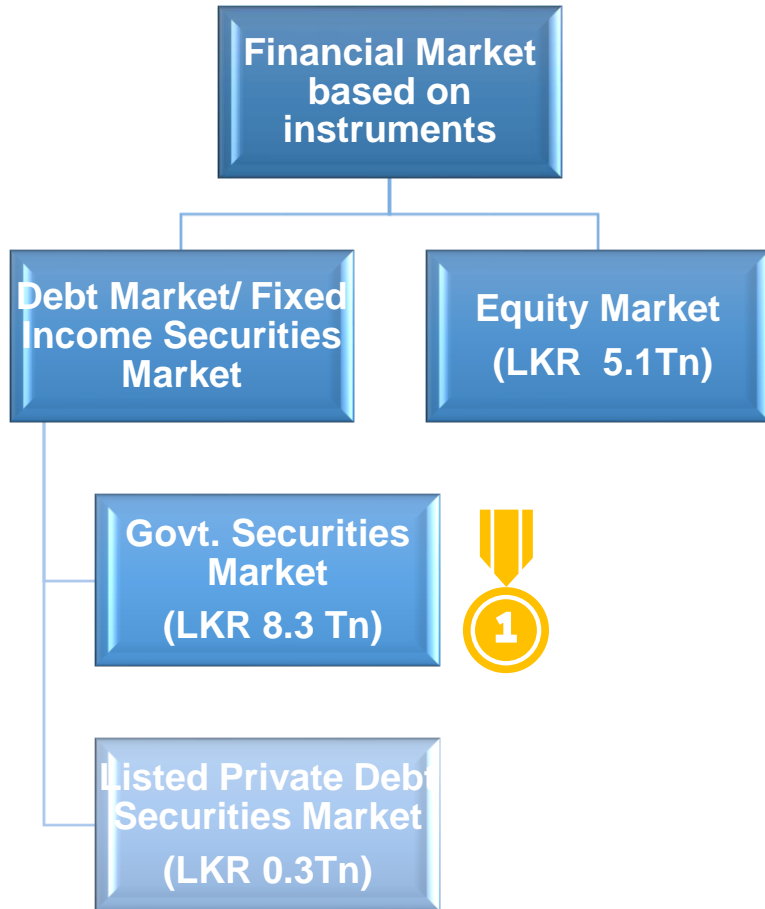 Financial Market
based on
instruments
Debt Market/ Fixed
Income Securities
Market
Equity Market
(LKR 5.1Tn)
Govt. Securities
Market
(LKR 8.3 Tn)
1
Listed Private Debt
Securities Market
(LKR 0.3Tn)